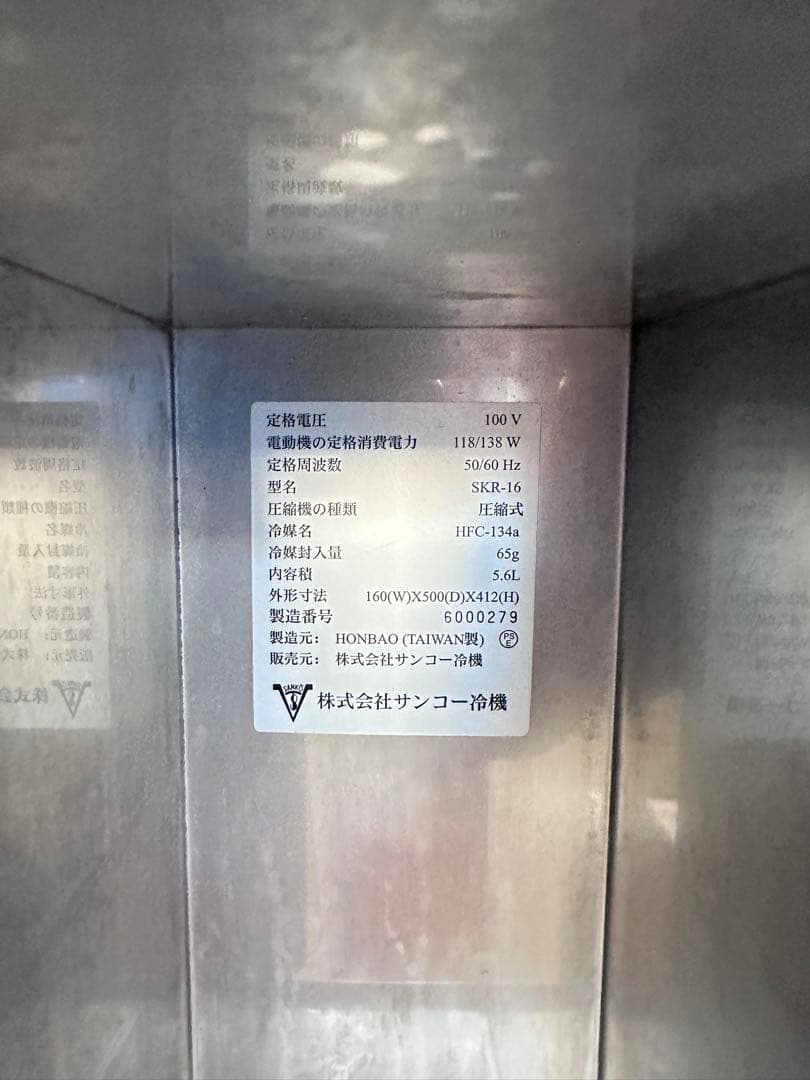 定格電圧 100 V
電動機の定格消費電力 118/138 W
定格周波数 50/60 Hz
型名 SKR-16
圧縮機の種類 圧縮式
冷媒名 HFC-134a
冷媒封入量 65g
内容積 5.6L
外形寸法 160(W)X500(D)X412(H)
製造番号 6000279
製造元: HONBAO (TAIWAN製) PSE
販売元: 株式会社サンコー冷機
SANKO 株式会社サンコー冷機